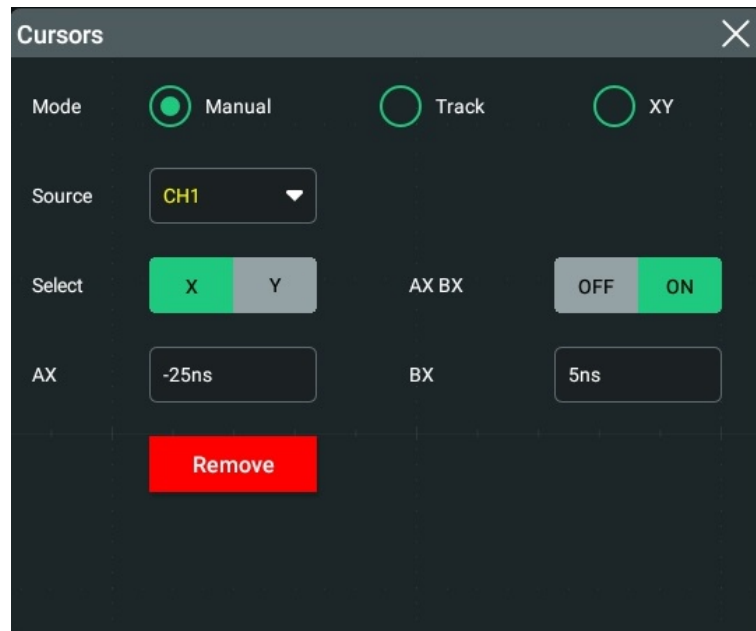 Cursors
Mode Manual Track XY
Source CH1
Select X Y AX BX OFF ON
AX -25ns BX 5ns
Remove